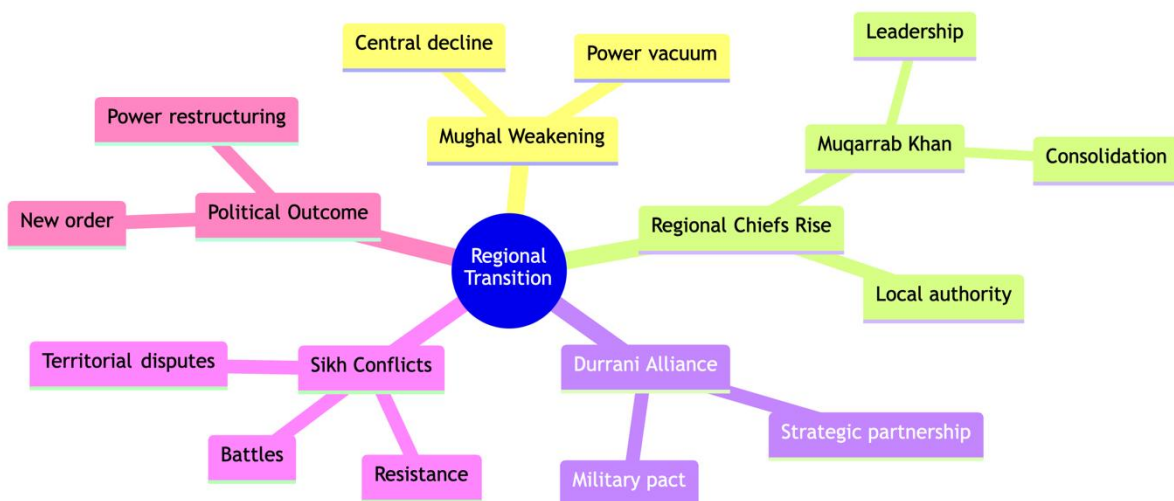 Leadership
Central decline
Power vacuum
Power restructuring
Mughal Weakening
Muqarrab Khan
Consolidation
New order
Political Outcome
Regional Chiefs Rise
Regional
Transition
Local authority
Territorial disputes
Sikh Conflicts
Durrani Alliance
Battles
Resistance
Strategic partnership
Military pact